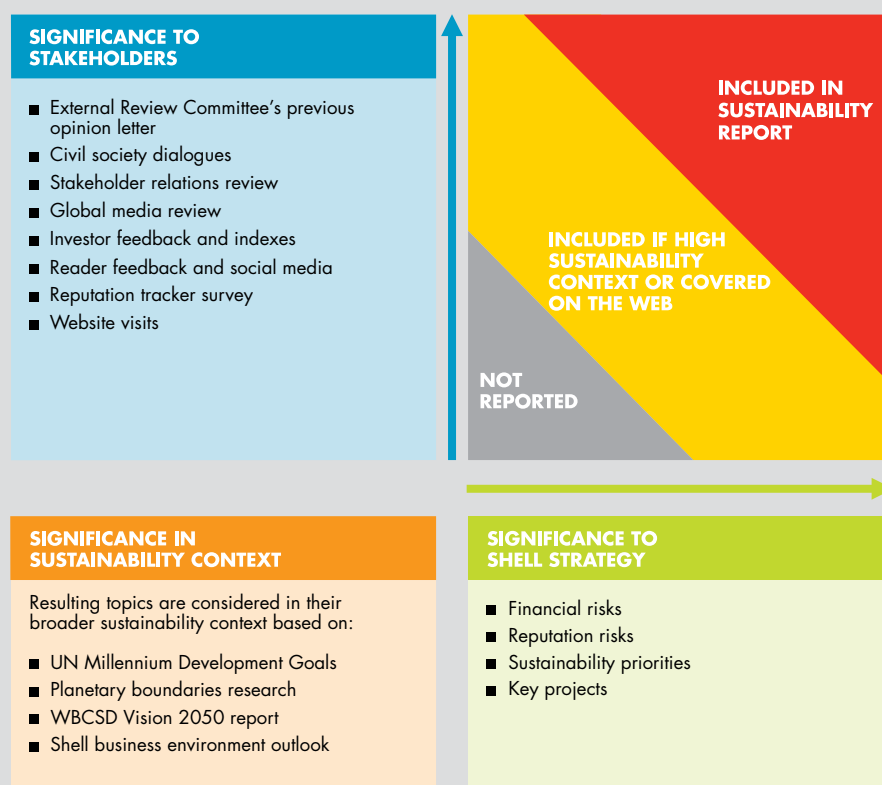 SIGNIFICANCE TO
STAKEHOLDERS
■ External Review Committee's previous
opinion letter
■ Civil society dialogues
■ Stakeholder relations review
■ Global media review
■ Investor feedback and indexes
■ Reader feedback and social media
■ Reputation tracker survey
■ Website visits
INCLUDED IN
SUSTAINABILITY
REPORT
INCLUDED IF HIGH
SUSTAINABILITY
CONTEXT OR COVERED
ON THE WEB
NOT
REPORTED
SIGNIFICANCE IN
SUSTAINABILITY CONTEXT
Resulting topics are considered in their
broader sustainability context based on:
■ UN Millennium Development Goals
■ Planetary boundaries research
■ WBCSD Vision 2050 report
■ Shell business environment outlook
SIGNIFICANCE TO
SHELL STRATEGY
■ Financial risks
■ Reputation risks
■ Sustainability priorities
■ Key projects